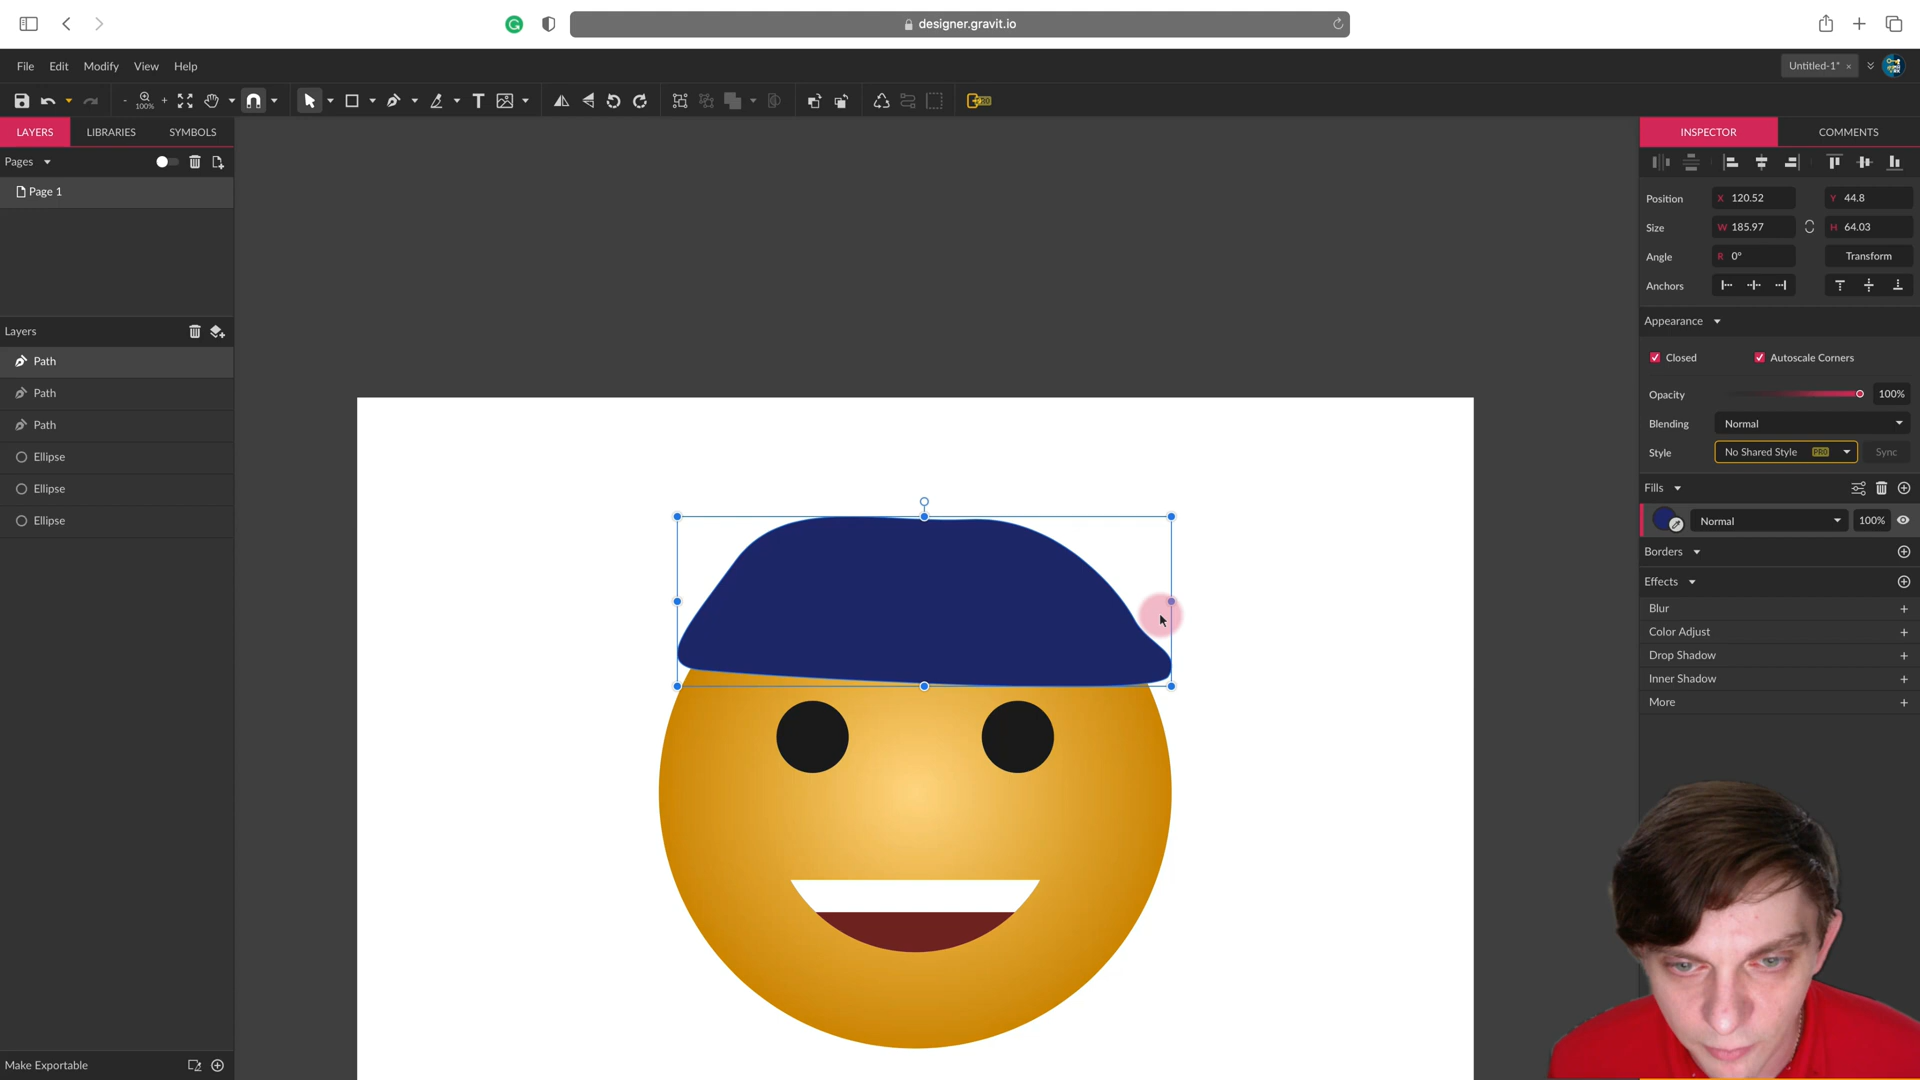 designer.gravit.io
File Edit Modify View Help
Untitled-1* ×
- 100% +
T
PRO
LAYERS LIBRARIES SYMBOLS
INSPECTOR COMMENTS
Pages
Page 1
Position X 120.52 Y 44.8
Size W 185.97 H 64.03
Angle R 0° Transform
Anchors
Layers
Appearance
Path
Closed Autoscale Corners
Path
Opacity 100%
Path
Blending Normal
Ellipse
Style No Shared Style PRO Sync
Ellipse
Fills
Ellipse
Normal 100%
Borders
Effects
Blur
Color Adjust
Drop Shadow
Inner Shadow
More
Make Exportable